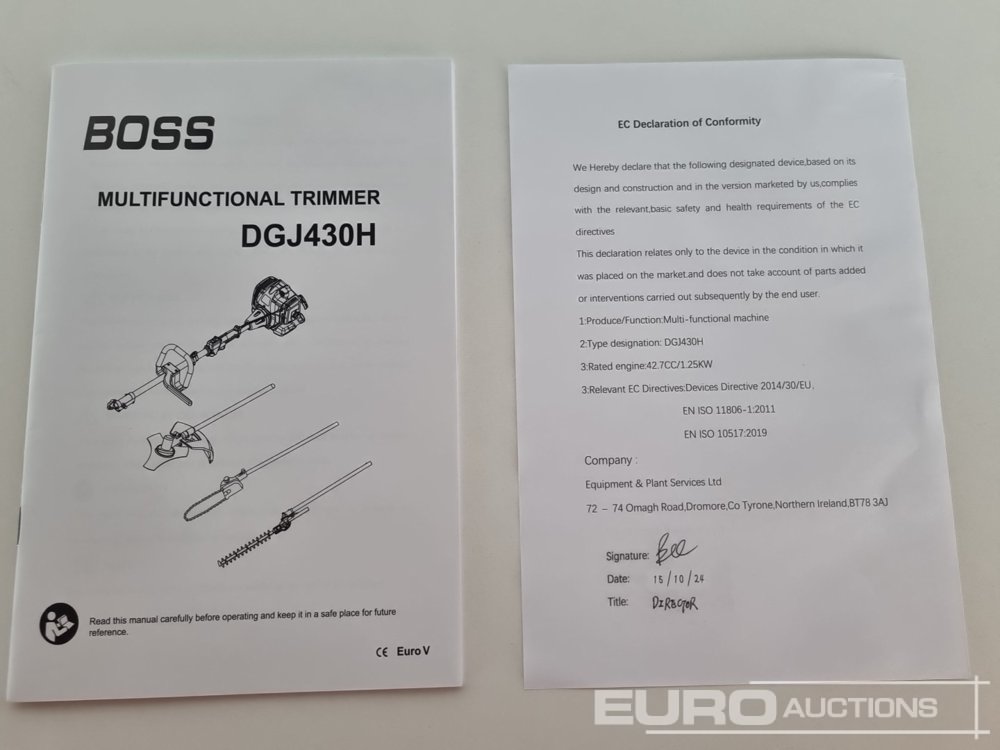 BOSS
MULTIFUNCTIONAL TRIMMER
DGJ430H
Read this manual carefully before operating and keep it in a safe place for future
reference.
CE Euro V
EC Declaration of Conformity
We Hereby declare that the following designated device,based on its
design and construction and in the version marketed by us,complies
with the relevant,basic safety and health requirements of the EC
directives
This declaration relates only to the device in the condition in which it
was placed on the market.and does not take account of parts added
or interventions carried out subsequently by the end user.
1:Produce/Function:Multi-functional machine
2:Type designation: DGJ430H
3:Rated engine:42.7CC/1.25KW
3:Relevant EC Directives:Devices Directive 2014/30/EU,
EN ISO 11806-1:2011
EN ISO 10517:2019
Company :
Equipment & Plant Services Ltd
72 – 74 Omagh Road,Dromore,Co Tyrone,Northern Ireland,BT78 3AJ
Signature:
Date: 15/10/24
Title: DIRECTOR
EURO AUCTIONS